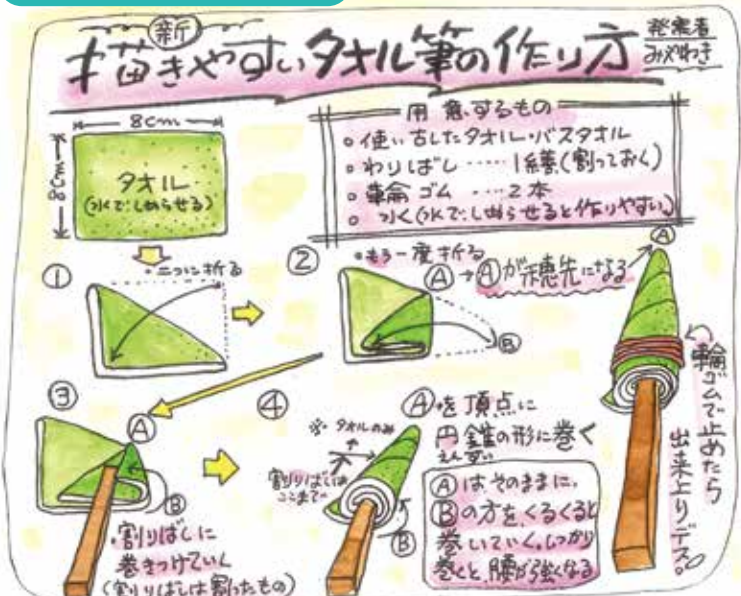 新
描きやすいタオル筆の作り方
発案者
みやわき
用意するもの
。使い古したタオル・バスタオル
。わりばし……1繕(割っておく)
。輪ゴム …2本
。水(水でしめらせると作りやすい)
8cm
8cm
タオル
(水でしめらせる)
①
・二つに折る
②
・もう一度折る
Ⓐ→Ⓐが穂先になる
Ⓑ
Ⓐ
輪ゴムで止めたら
出来上りデス。
③
Ⓐ
Ⓑ
・割りばしに
巻きつけていく
(割りばしは割ったもの)
④
※タオルのみ
割りばしは
ここまで
Ⓑ
Ⓐを頂点に
円錐の形に巻く
えんすい
Ⓐはそのままに、
Ⓑの方を、くるくると
巻いていく。しっかり
巻くと、腰が強くなる